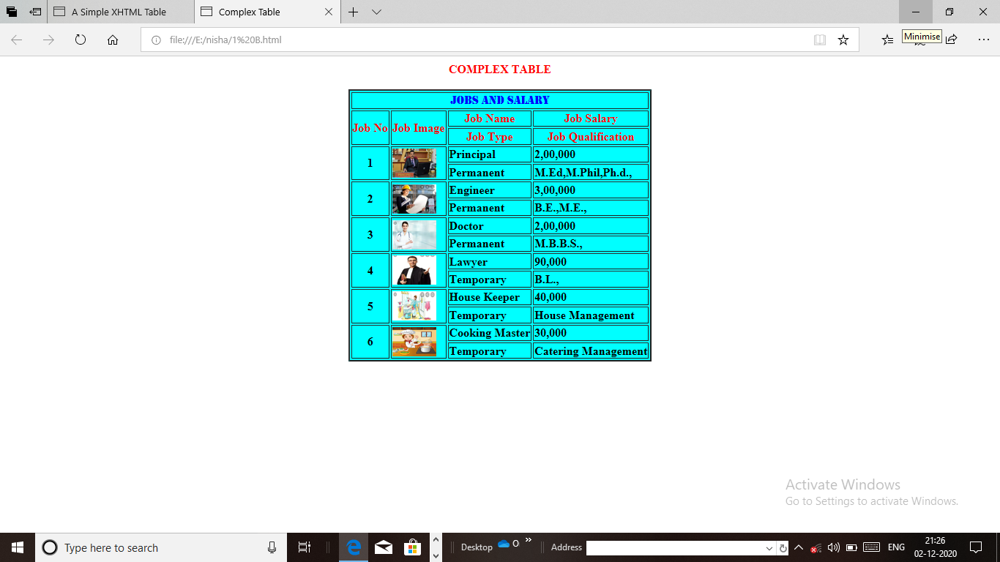 A Simple XHTML Table
Complex Table
file:///E:/nisha/1%20B.html
Minimise
COMPLEX TABLE
JOBS AND SALARY
Job No Job Image Job Name Job Salary
Job Type Job Qualification
1 Principal 2,00,000
Permanent M.Ed,M.Phil,Ph.d.,
2 Engineer 3,00,000
Permanent B.E.,M.E.,
3 Doctor 2,00,000
Permanent M.B.B.S.,
4 Lawyer 90,000
Temporary B.L.,
5 House Keeper 40,000
Temporary House Management
6 Cooking Master 30,000
Temporary Catering Management
Activate Windows
Go to Settings to activate Windows.
Type here to search
Desktop
O
Address
ENG
21:26
02-12-2020